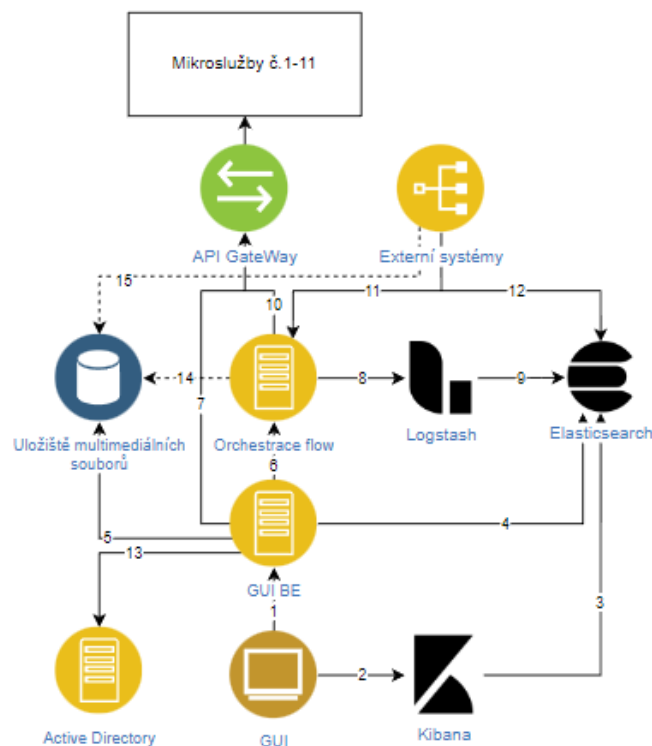 Mikroslužby č.1-11
API GateWay
Externí systémy
15
10
11
12
7
14
8
9
Uložiště multimediálních
souborů
Orchestrace flow
Logstash
Elasticsearch
6
5
4
13
GUI BE
1
3
2
Active Directory
GUI
Kibana